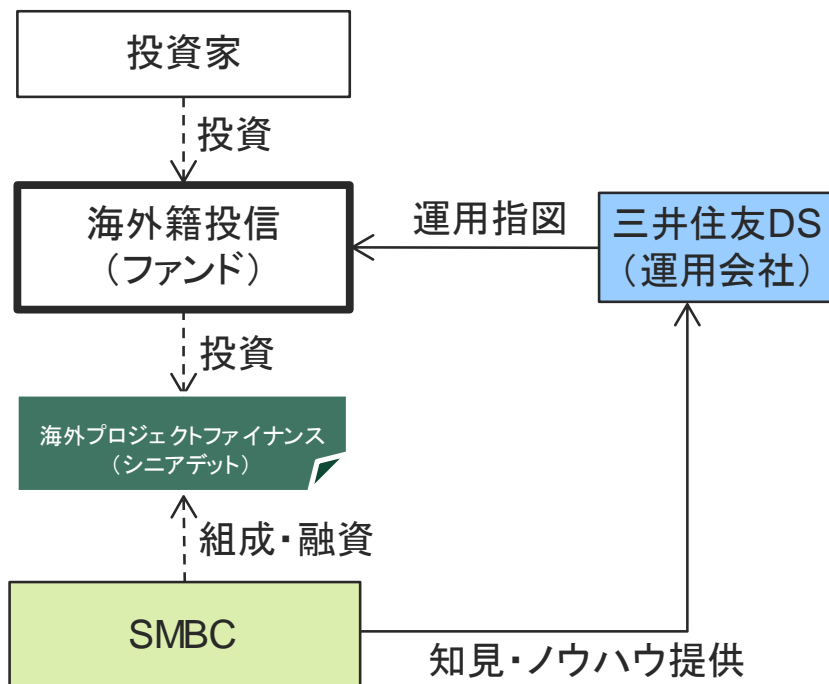 投資家
投資
海外籍投信
（ファンド）
運用指図
三井住友DS
（運用会社）
投資
海外プロジェクトファイナンス
（シニアデット）
組成・融資
SMBC
知見・ノウハウ提供